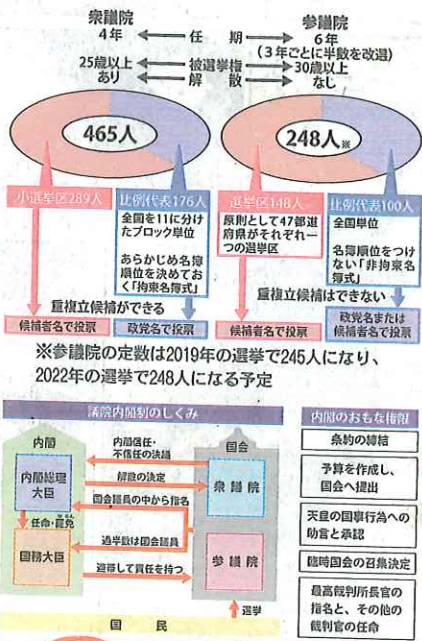 衆議院
参議院
4年
任期
6年
(3年ごとに半数を改選)
25歳以上
被選挙権
30歳以上
あり
解散
なし
465人
248人※
小選挙区289人
比例代表176人
全国を11に分け
たブロック単位
あらかじめ名簿
順位を決めてお
く「拘束名簿式」
選挙区148人
原則として47都道
府県がそれぞれ一
つの選挙区
比例代表100人
全国単位
名簿順位をつけ
ない「非拘束名
簿式」
重複立候補ができる
重複立候補はできない
候補者名で投票
政党名で投票
候補者名で投票
政党名または
候補者名で投票
※参議院の定数は2019年の選挙で245人になり、
2022年の選挙で248人になる予定
議院内閣制のしくみ
内閣
国会
内閣信任・
不信任の決議
解散の決定
内閣総理
大臣
衆議院
国会議員の中から指名
任命・罷免
ひめん
国務大臣
過半数は国会議員
参議院
連帯して責任を持つ
選挙
国民
内閣のおもな権限
条約の締結
予算を作成し、
国会へ提出
天皇の国事行為への
助言と承認
臨時国会の召集決定
最高裁判所長官の
指名と、その他の
裁判官の任命